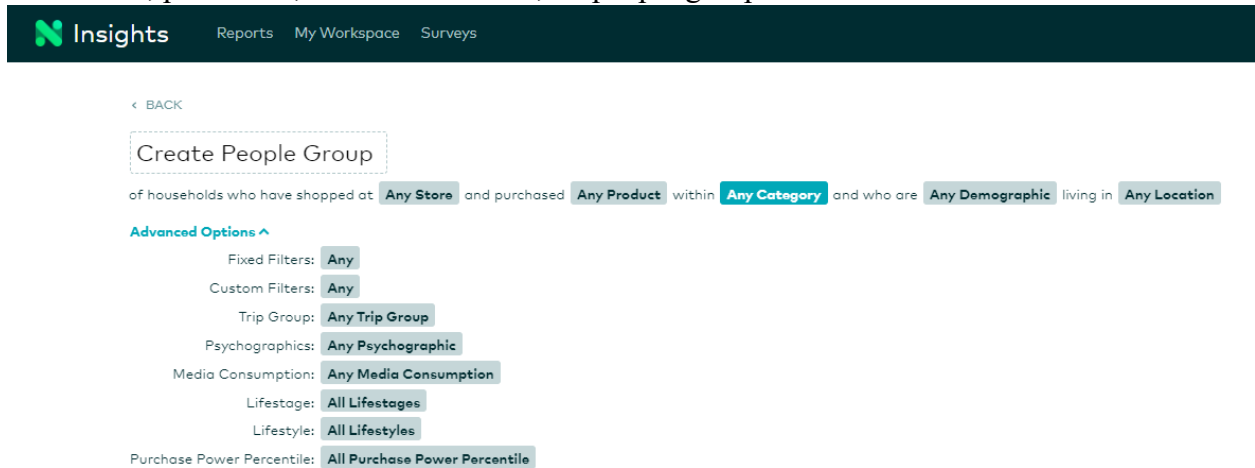 Insights Reports My Workspace Surveys
< BACK
Create People Group
of households who have shopped at Any Store and purchased Any Product within Any Category and who are Any Demographic living in Any Location
Advanced Options ^
Fixed Filters: Any
Custom Filters: Any
Trip Group: Any Trip Group
Psychographics: Any Psychographic
Media Consumption: Any Media Consumption
Lifestage: All Lifestages
Lifestyle: All Lifestyles
Purchase Power Percentile: All Purchase Power Percentile